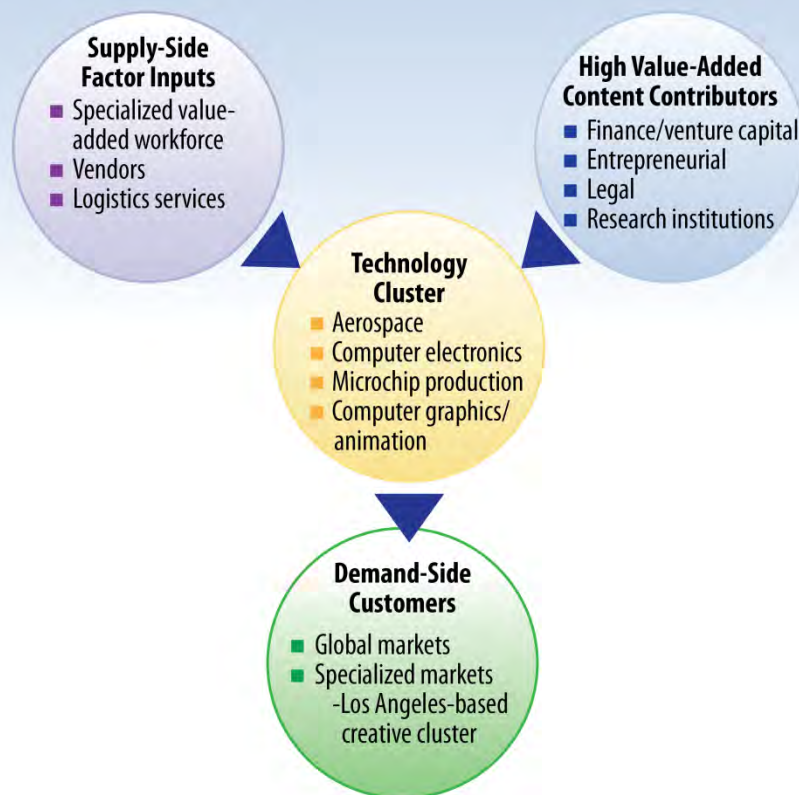 Supply-Side
Factor Inputs
■ Specialized value-
added workforce
■ Vendors
■ Logistics services
High Value-Added
Content Contributors
■ Finance/venture capital
■ Entrepreneurial
■ Legal
■ Research institutions
Technology
Cluster
■ Aerospace
■ Computer electronics
■ Microchip production
■ Computer graphics/
animation
Demand-Side
Customers
■ Global markets
■ Specialized markets
-Los Angeles-based
creative cluster